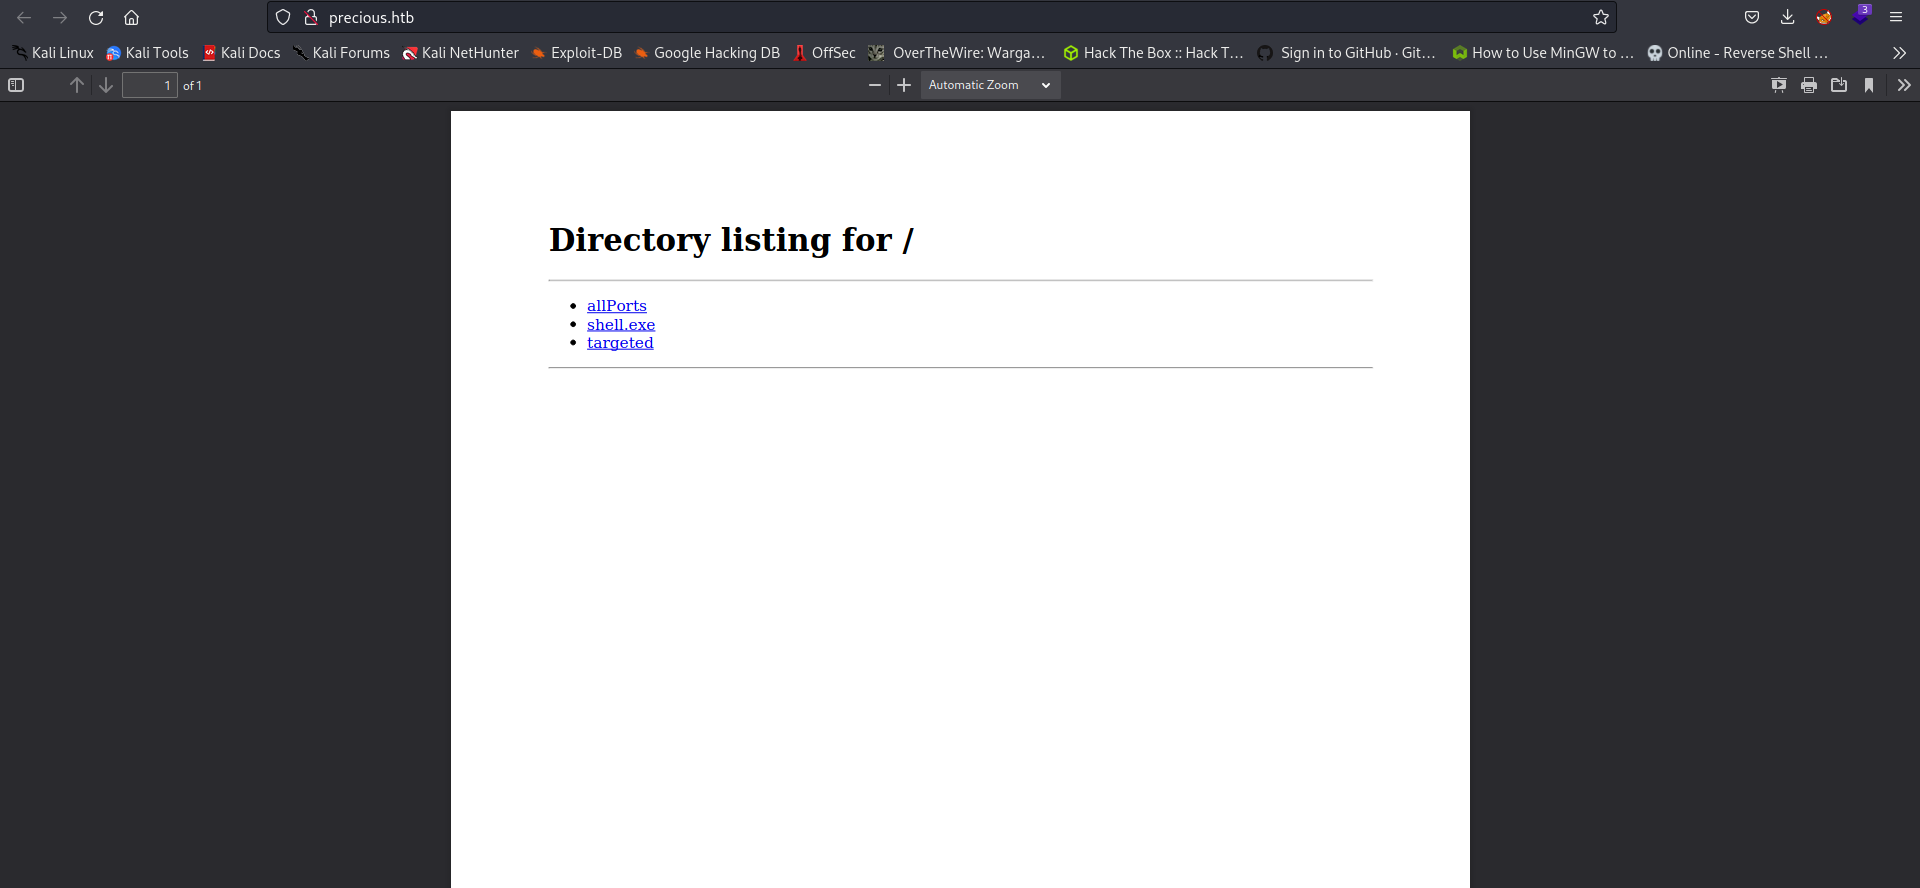 precious.htb
3
Kali Linux Kali Tools Kali Docs Kali Forums Kali NetHunter Exploit-DB Google Hacking DB OffSec OverTheWire: Warga... Hack The Box :: Hack T... Sign in to GitHub · Git... How to Use MinGW to ... Online - Reverse Shell ...
1 of 1 Automatic Zoom
Directory listing for /
allPorts
shell.exe
targeted